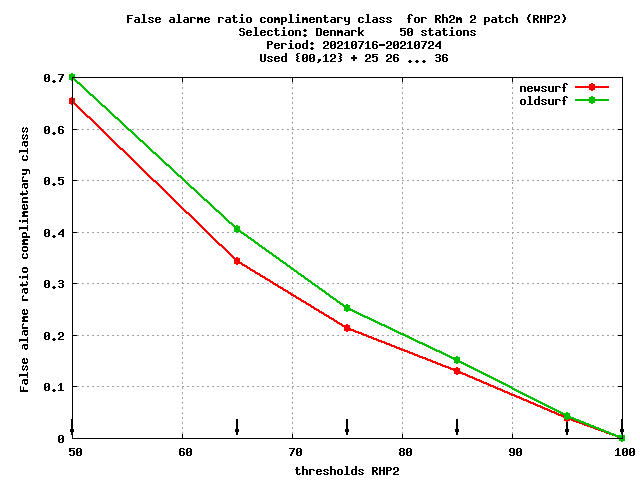 False alarme ratio complimentary class  for Rh2m 2 patch (RHP2)
Selection: Denmark     50 stations
Period: 20210716-20210724
Used {00,12} + 25 26 ... 36
newsurf
oldsurf
0.7
0.6
0.5
0.4
0.3
0.2
0.1
0
False alarme ratio complimentary class
50 60 70 80 90 100
thresholds RHP2